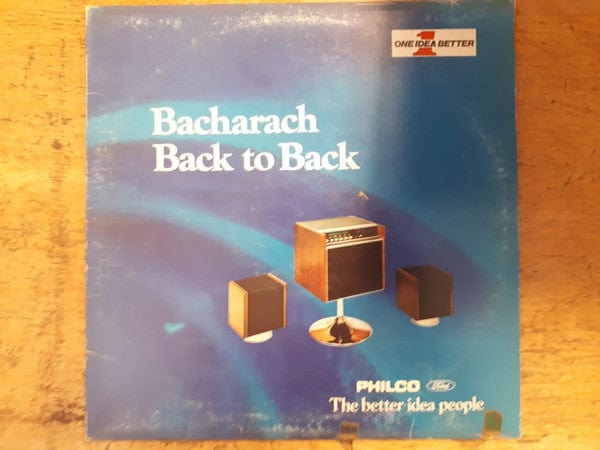 1
ONE IDEA BETTER
Bacharach
Back to Back
PHILCO Ford
The better idea people